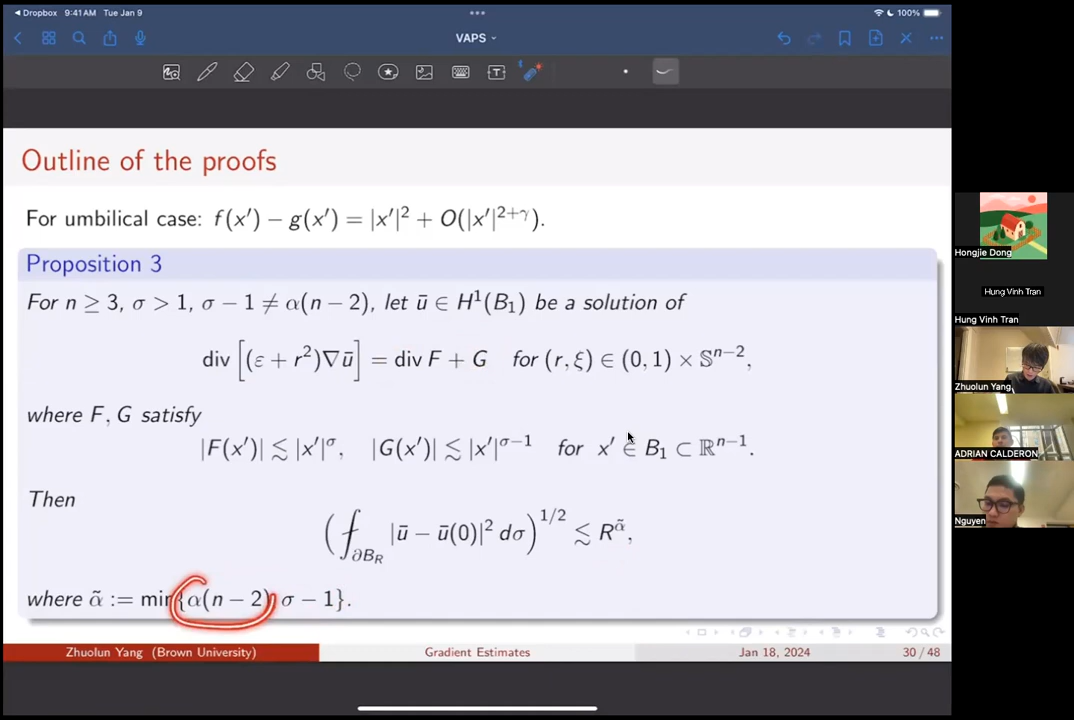 Dropbox 9:41 AM Tue Jan 9
100%
VAPS
Outline of the proofs
For umbilical case: f(x′) − g(x′) = |x′|² + O(|x′|^{2+γ}).
Proposition 3
For n ≥ 3, σ > 1, σ − 1 ≠ α(n − 2), let ū ∈ H¹(B₁) be a solution of
div [(ε + r²)∇ū] = div F + G for (r, ξ) ∈ (0, 1) × 𝕊^{n−2},
where F, G satisfy
|F(x′)| ≲ |x′|^σ, |G(x′)| ≲ |x′|^{σ−1} for x′ ∈ B₁ ⊂ ℝ^{n−1}.
Then
(⨍_{∂B_R} |ū − ū(0)|² dσ)^{1/2} ≲ R^{α̃},
where α̃ := min{α(n − 2), σ − 1}.
Zhuolun Yang (Brown University) Gradient Estimates Jan 18, 2024 30 / 48
Hongjie Dong
Hung Vinh Tran
Hung Vinh Tran
Zhuolun Yang
ADRIAN CALDERON
Nguyen